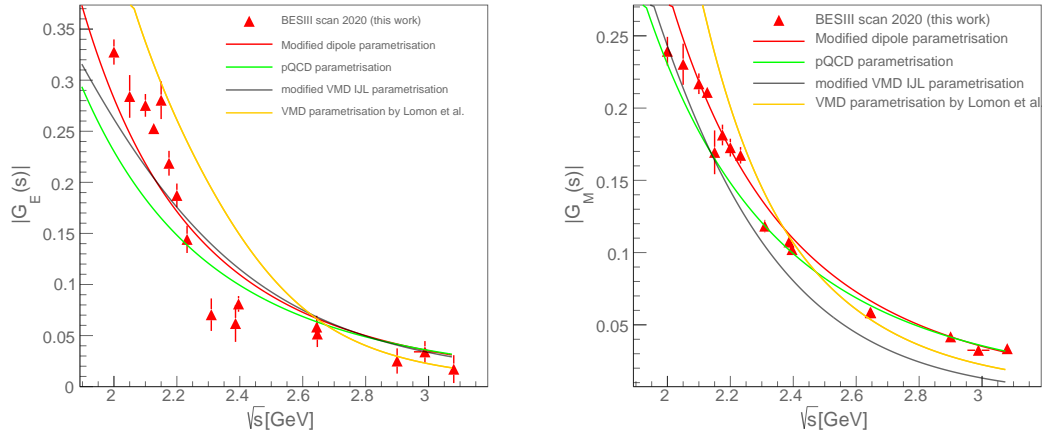 BESIII scan 2020 (this work)
Modified dipole parametrisation
pQCD parametrisation
modified VMD IJL parametrisation
VMD parametrisation by Lomon et al.
|G_E(s)|
0.35
0.3
0.25
0.2
0.15
0.1
0.05
0
2 2.2 2.4 2.6 2.8 3
√s[GeV]
BESIII scan 2020 (this work)
Modified dipole parametrisation
pQCD parametrisation
modified VMD IJL parametrisation
VMD parametrisation by Lomon et al.
|G_M(s)|
0.25
0.2
0.15
0.1
0.05
2 2.2 2.4 2.6 2.8 3
√s[GeV]